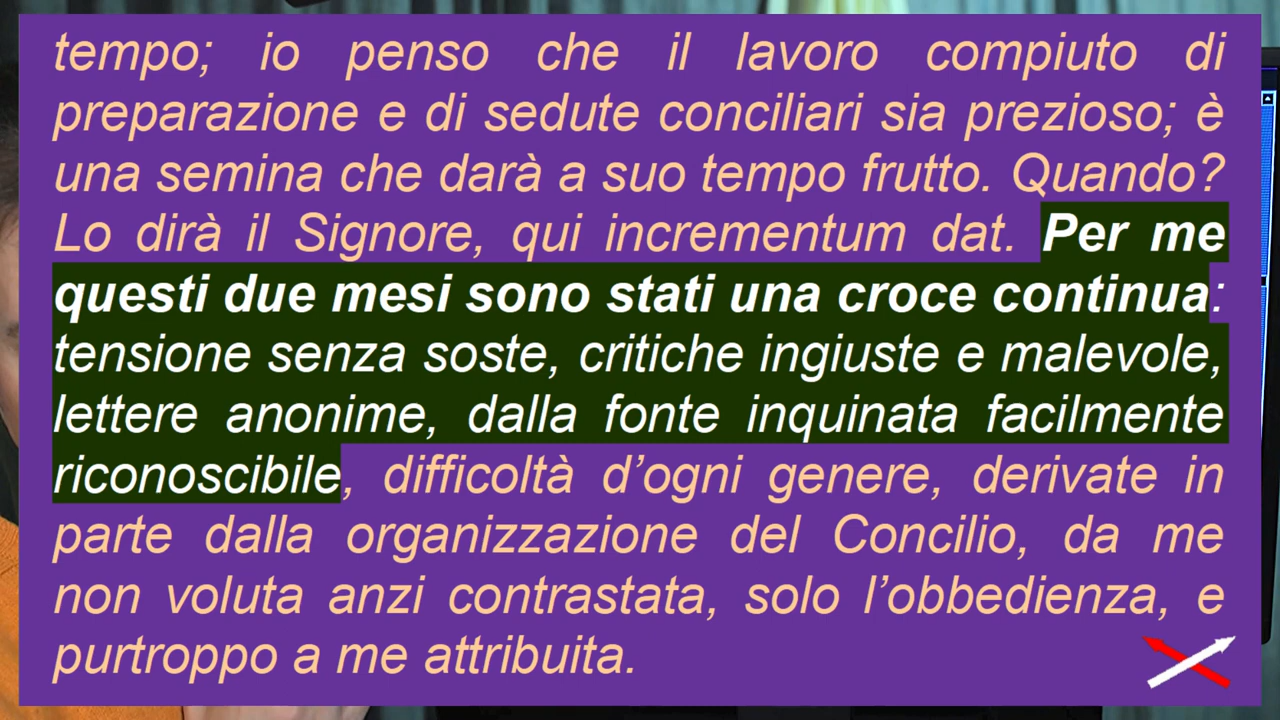 tempo; io penso che il lavoro compiuto di
preparazione e di sedute conciliari sia prezioso; è
una semina che darà a suo tempo frutto. Quando?
Lo dirà il Signore, qui incrementum dat. Per me
questi due mesi sono stati una croce continua:
tensione senza soste, critiche ingiuste e malevole,
lettere anonime, dalla fonte inquinata facilmente
riconoscibile, difficoltà d’ogni genere, derivate in
parte dalla organizzazione del Concilio, da me
non voluta anzi contrastata, solo l’obbedienza, e
purtroppo a me attribuita.